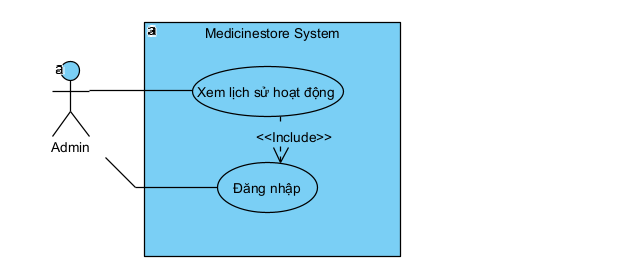 a
Medicinestore System
a
Xem lịch sử hoạt động
<<Include>>
Admin
Đăng nhập